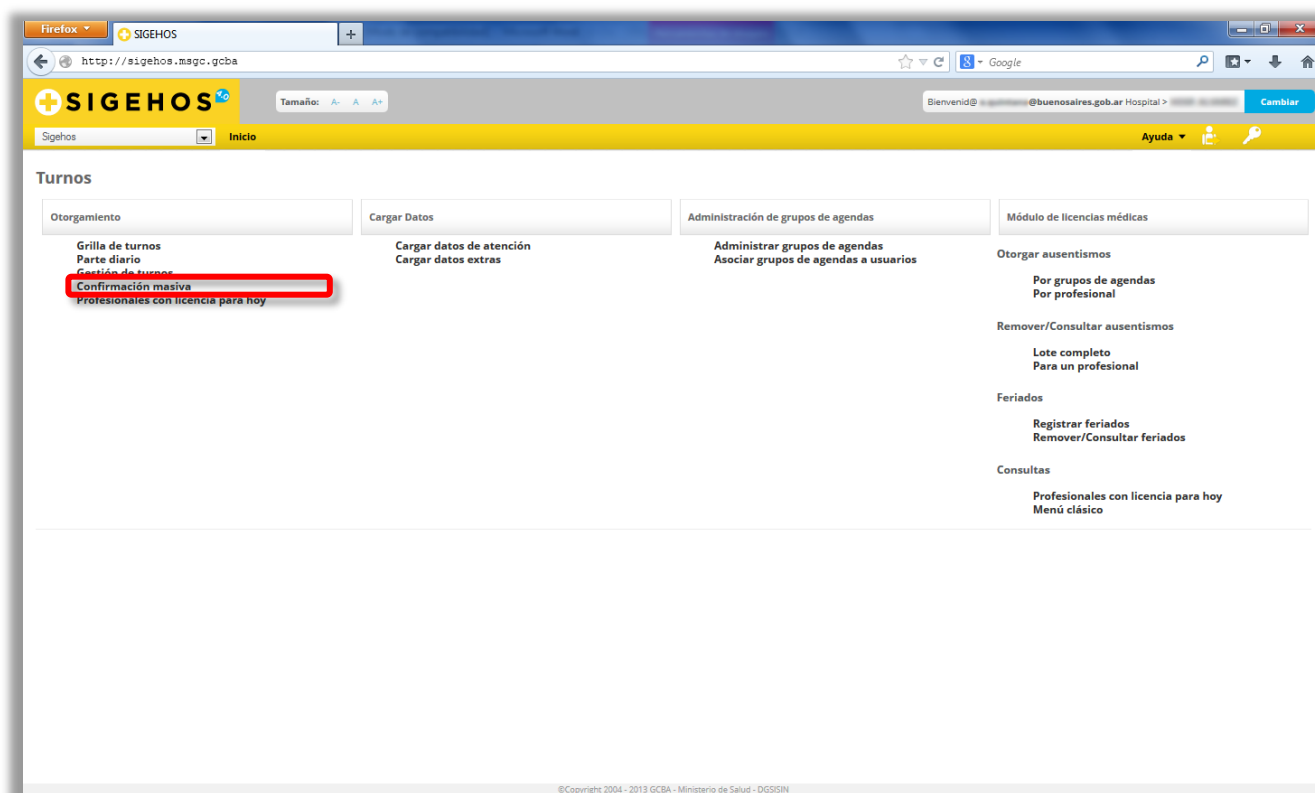 Firefox
SIGEHOS
http://sigehos.msgc.gcba
Google
SIGEHOS
Tamaño: A- A A+
Bienvenid@ @buenosaires.gob.ar Hospital >
Cambiar
Sigehos
Inicio
Ayuda
Turnos
Otorgamiento
Grilla de turnos
Parte diario
Gestión de turnos
Confirmación masiva
Profesionales con licencia para hoy
Cargar Datos
Cargar datos de atención
Cargar datos extras
Administración de grupos de agendas
Administrar grupos de agendas
Asociar grupos de agendas a usuarios
Módulo de licencias médicas
Otorgar ausentismos
Por grupos de agendas
Por profesional
Remover/Consultar ausentismos
Lote completo
Para un profesional
Feriados
Registrar feriados
Remover/Consultar feriados
Consultas
Profesionales con licencia para hoy
Menú clásico
©Copyright 2004 - 2013 GCBA - Ministerio de Salud - DGSISIN